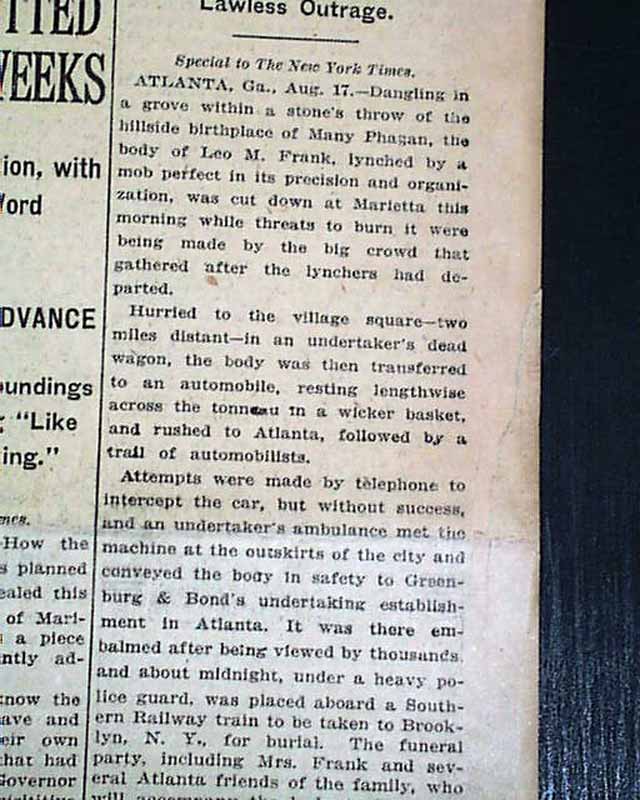 TTED
WEEKS
ion, with
Word
DVANCE
oundings
: "Like
ing."
ines.
How the
s planned
ealed this
of Mari-
a piece
ntly ad-
know the
ave and
eir own
that had
Governor
Lawless Outrage.
Special to The New York Times.
ATLANTA, Ga., Aug. 17.—Dangling in
a grove within a stone's throw of the
hillside birthplace of Many Phagan, the
body of Leo M. Frank, lynched by a
mob perfect in its precision and organi-
zation, was cut down at Marietta this
morning while threats to burn it were
being made by the big crowd that
gathered after the lynchers had de-
parted.
Hurried to the village square—two
miles distant—in an undertaker's dead
wagon, the body was then transferred
to an automobile, resting lengthwise
across the tonneau in a wicker basket,
and rushed to Atlanta, followed by a
trail of automobilists.
Attempts were made by telephone to
intercept the car, but without success,
and an undertaker's ambulance met the
machine at the outskirts of the city and
conveyed the body in safety to Green-
burg & Bond's undertaking establish-
ment in Atlanta. It was there em-
balmed after being viewed by thousands,
and about midnight, under a heavy po-
lice guard, was placed aboard a South-
ern Railway train to be taken to Brook-
lyn, N. Y., for burial. The funeral
party, including Mrs. Frank and sev-
eral Atlanta friends of the family, who
will accompany the